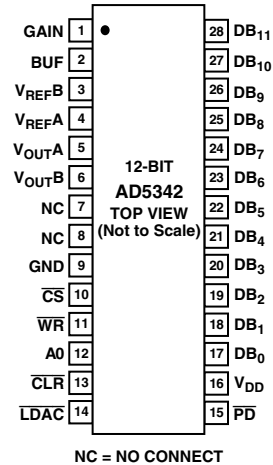 GAIN 1
BUF 2
VREFB 3
VREFA 4
VOUTA 5
VOUTB 6
NC 7
NC 8
GND 9
CS 10
WR 11
A0 12
CLR 13
LDAC 14
12-BIT
AD5342
TOP VIEW
(Not to Scale)
28 DB11
27 DB10
26 DB9
25 DB8
24 DB7
23 DB6
22 DB5
21 DB4
20 DB3
19 DB2
18 DB1
17 DB0
16 VDD
15 PD
NC = NO CONNECT